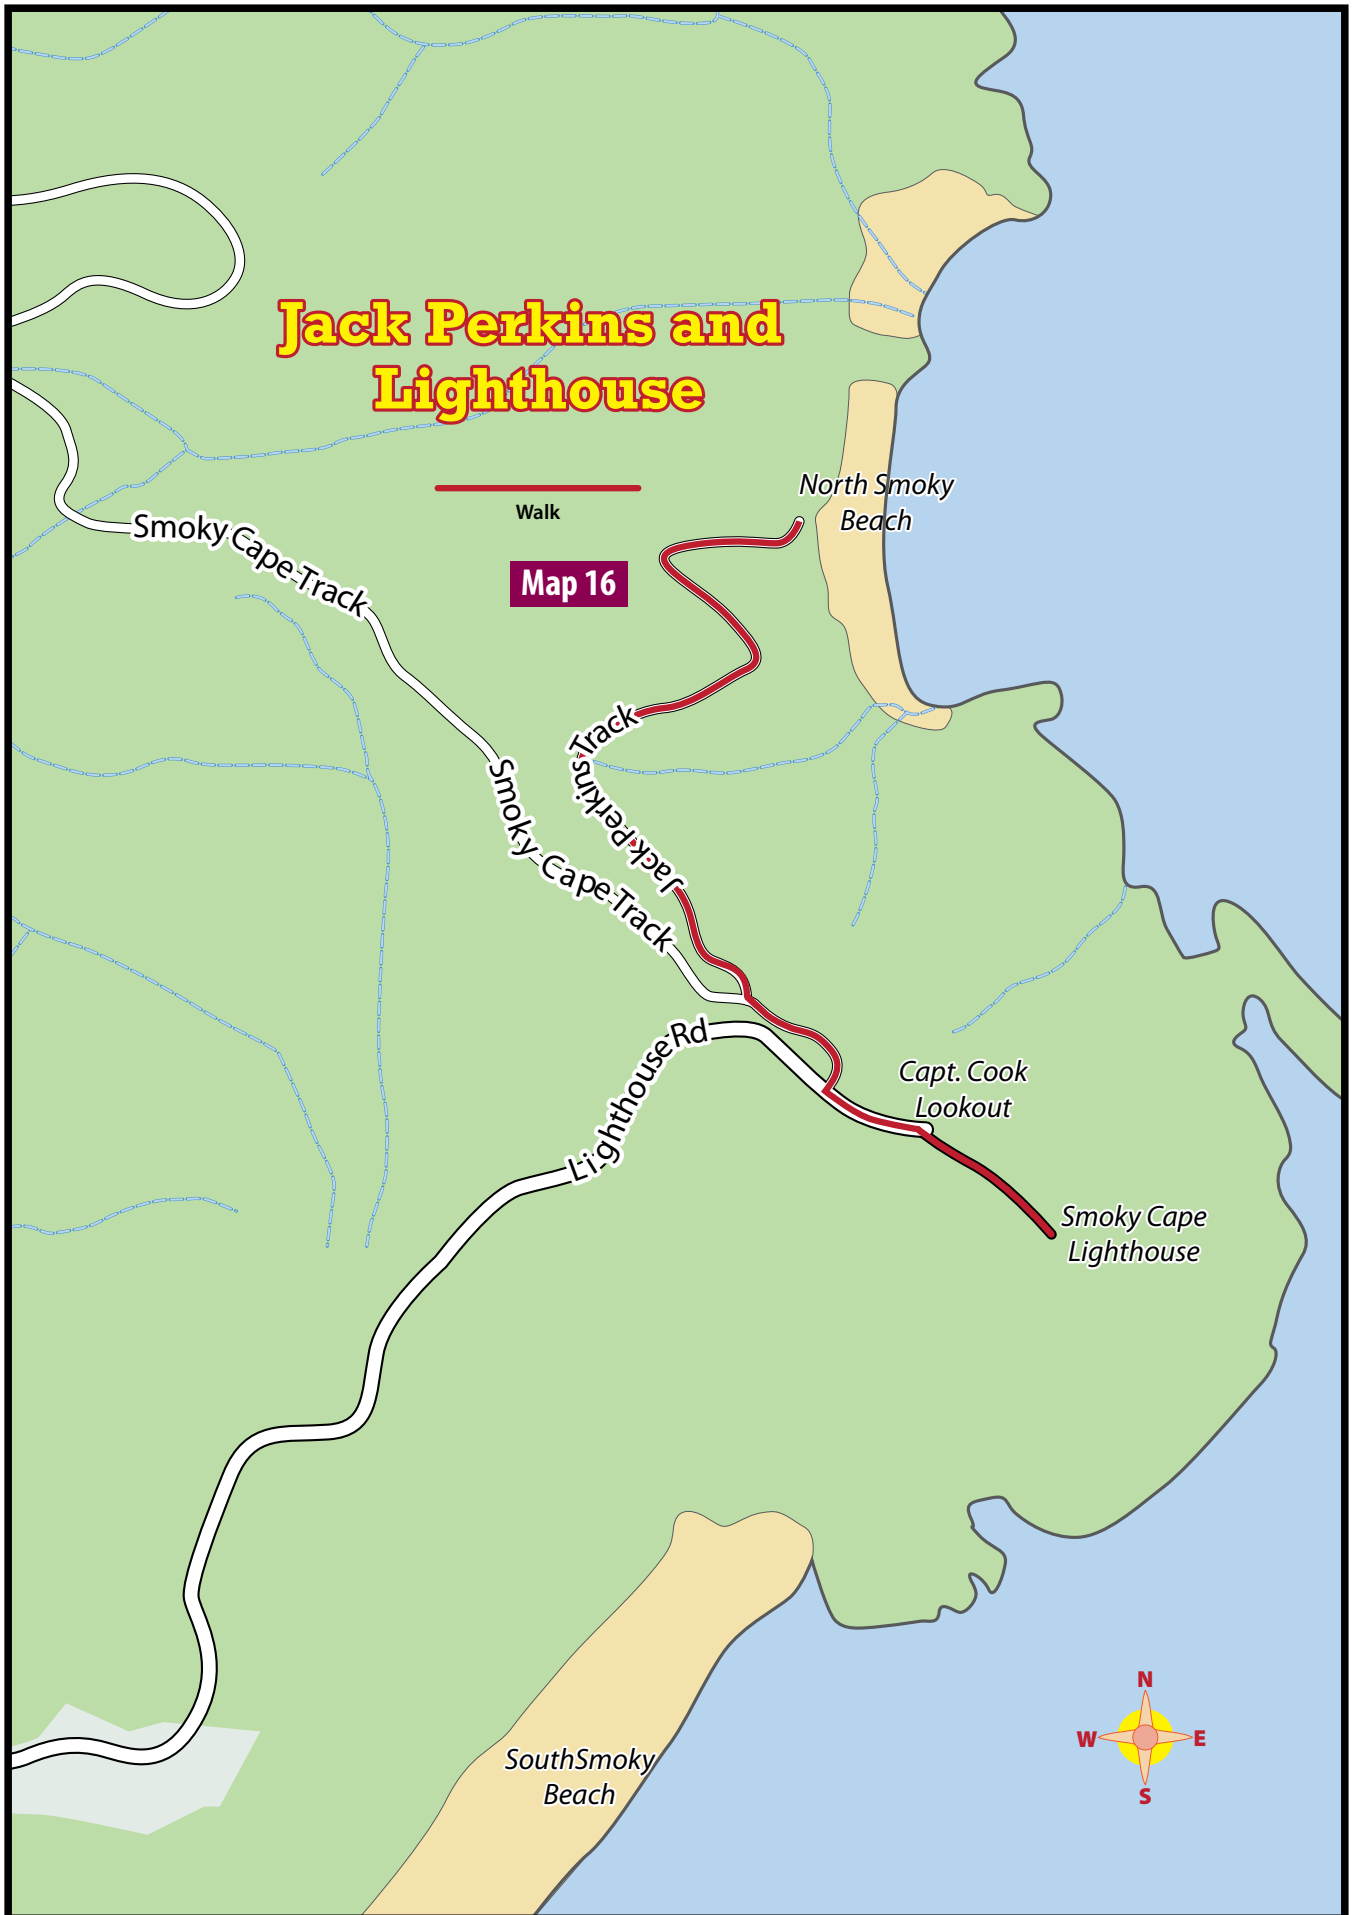 Jack Perkins and
Lighthouse
North Smoky
Beach
Walk
Smoky Cape Track
Map 16
Jack Perkins Track
Smoky Cape Track
Lighthouse Rd
Capt. Cook
Lookout
Smoky Cape
Lighthouse
N
W E
S
SouthSmoky
Beach